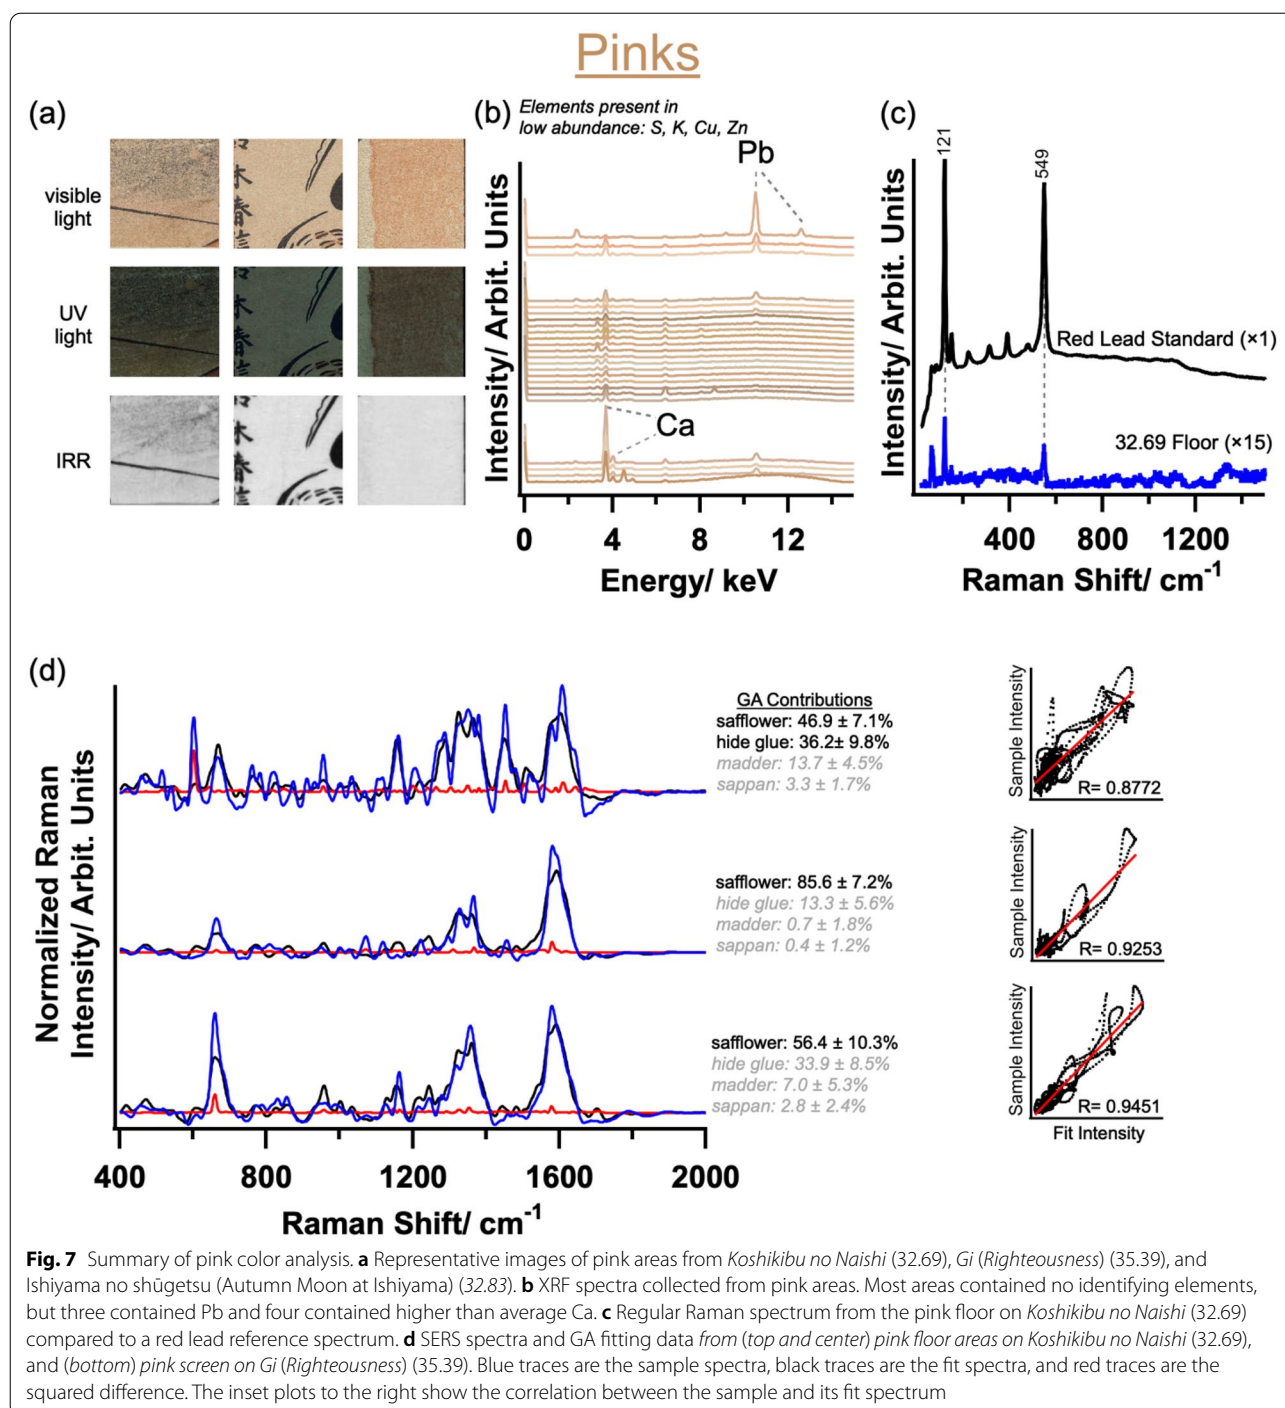 Pinks
(a)
visible
light
UV
light
IRR
木
春
信
木
春
信
木
春
信
(b)
Elements present in
low abundance: S, K, Cu, Zn
Pb
Ca
Intensity/ Arbit. Units
0 4 8 12
Energy/ keV
(c)
121
549
Red Lead Standard (×1)
32.69 Floor (×15)
Intensity/ Arbit. Units
400 800 1200
Raman Shift/ cm⁻¹
(d)
Normalized Raman
Intensity/ Arbit. Units
GA Contributions
safflower: 46.9 ± 7.1%
hide glue: 36.2± 9.8%
madder: 13.7 ± 4.5%
sappan: 3.3 ± 1.7%
safflower: 85.6 ± 7.2%
hide glue: 13.3 ± 5.6%
madder: 0.7 ± 1.8%
sappan: 0.4 ± 1.2%
safflower: 56.4 ± 10.3%
hide glue: 33.9 ± 8.5%
madder: 7.0 ± 5.3%
sappan: 2.8 ± 2.4%
400 800 1200 1600 2000
Raman Shift/ cm⁻¹
Sample Intensity
R= 0.8772
Sample Intensity
R= 0.9253
Sample Intensity
R= 0.9451
Fit Intensity
Fig. 7 Summary of pink color analysis. a Representative images of pink areas from Koshikibu no Naishi (32.69), Gi (Righteousness) (35.39), and
Ishiyama no shūgetsu (Autumn Moon at Ishiyama) (32.83). b XRF spectra collected from pink areas. Most areas contained no identifying elements,
but three contained Pb and four contained higher than average Ca. c Regular Raman spectrum from the pink floor on Koshikibu no Naishi (32.69)
compared to a red lead reference spectrum. d SERS spectra and GA fitting data from (top and center) pink floor areas on Koshikibu no Naishi (32.69),
and (bottom) pink screen on Gi (Righteousness) (35.39). Blue traces are the sample spectra, black traces are the fit spectra, and red traces are the
squared difference. The inset plots to the right show the correlation between the sample and its fit spectrum